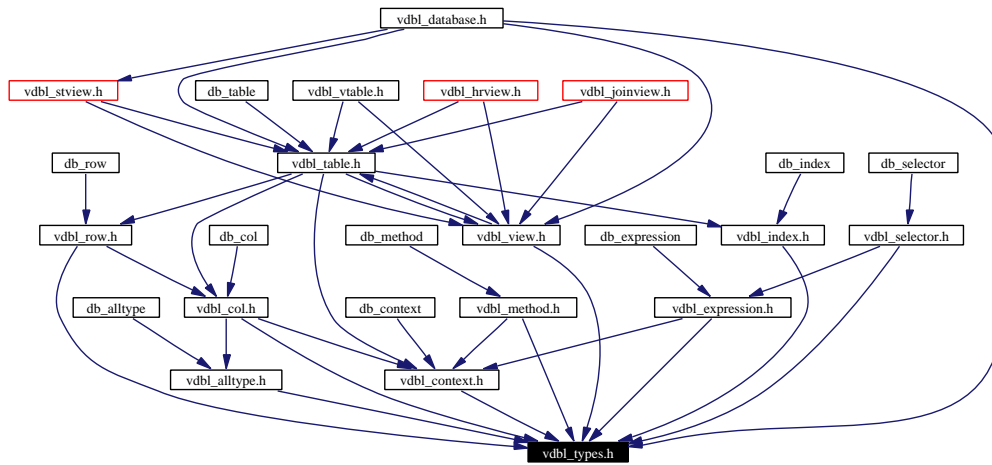 vdbl_database.h
vdbl_stview.h
db_table
vdbl_vtable.h
vdbl_hrview.h
vdbl_joinview.h
db_row
vdbl_table.h
db_index
db_selector
vdbl_row.h
db_col
db_method
vdbl_view.h
db_expression
vdbl_index.h
vdbl_selector.h
db_alltype
vdbl_col.h
db_context
vdbl_method.h
vdbl_expression.h
vdbl_alltype.h
vdbl_context.h
vdbl_types.h